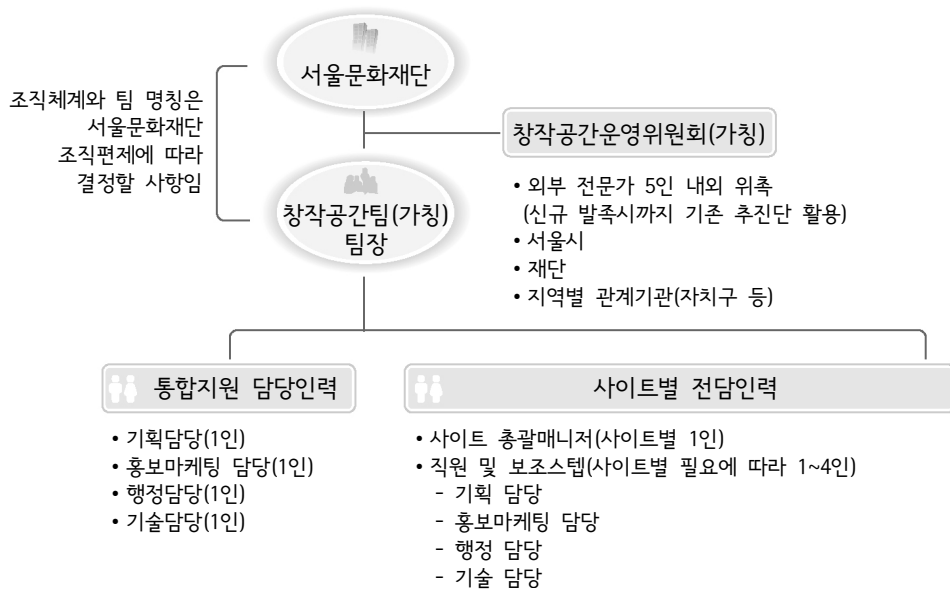 서울문화재단
조직체계와 팀 명칭은
서울문화재단
조직편제에 따라
결정할 사항임
창작공간운영위원회(가칭)
• 외부 전문가 5인 내외 위촉
(신규 발족시까지 기존 추진단 활용)
• 서울시
• 재단
• 지역별 관계기관(자치구 등)
창작공간팀(가칭)
팀장
통합지원 담당인력
• 기획담당(1인)
• 홍보마케팅 담당(1인)
• 행정담당(1인)
• 기술담당(1인)
사이트별 전담인력
• 사이트 총괄매니저(사이트별 1인)
• 직원 및 보조스텝(사이트별 필요에 따라 1~4인)
- 기획 담당
- 홍보마케팅 담당
- 행정 담당
- 기술 담당